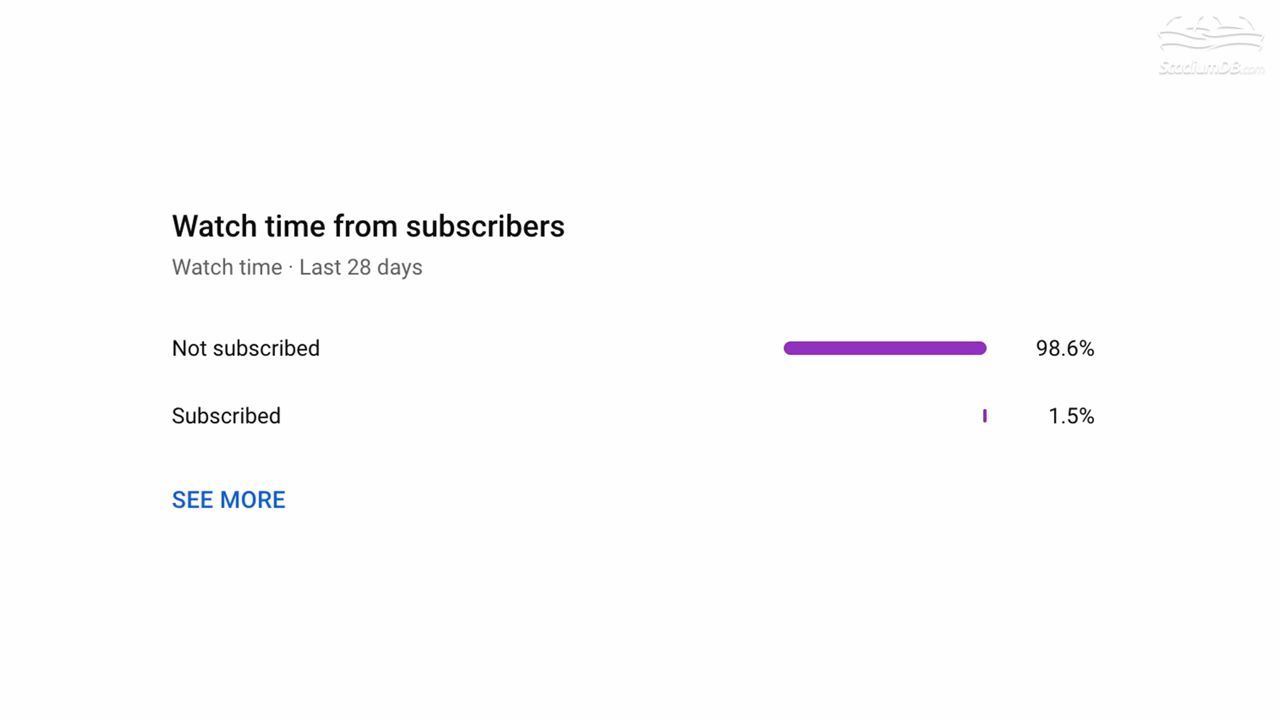 StadiumDB.com
Watch time from subscribers
Watch time · Last 28 days
Not subscribed 98.6%
Subscribed 1.5%
SEE MORE